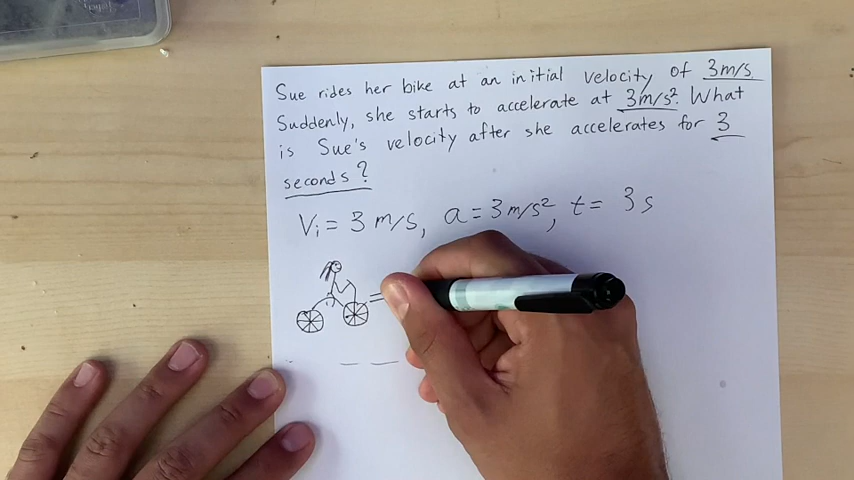 Sue rides her bike at an initial velocity of 3m/s
Suddenly, she starts to accelerate at 3m/s². What
is Sue's velocity after she accelerates for 3
seconds?
Vi = 3 m/s, a = 3 m/s², t = 3 s